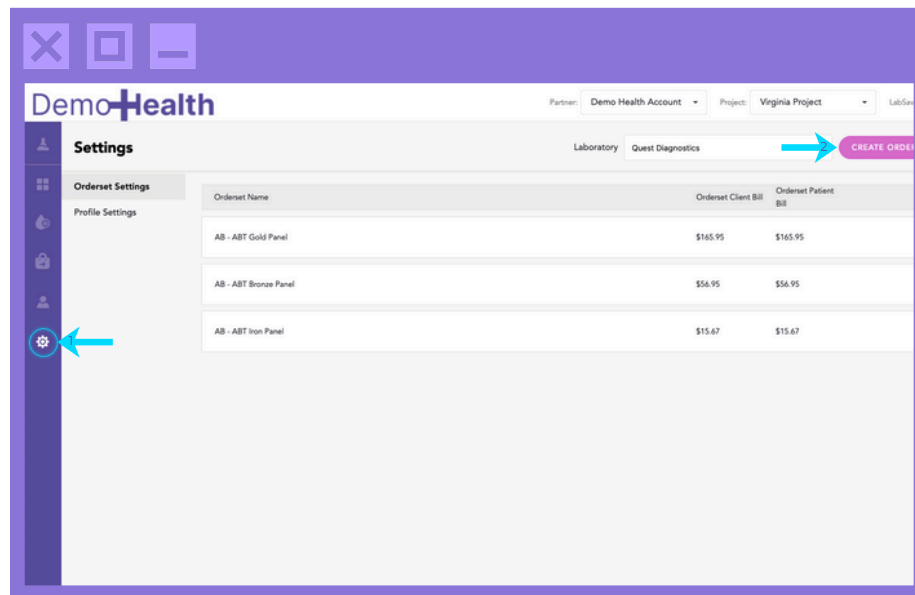 Demo Health
Partner: Demo Health Account Project: Virginia Project
Settings
Laboratory Quest Diagnostics 2 CREATE
Orderset Settings
Profile Settings
Orderset Name Orderset Client Bill Orderset Patient
Bill
AB - ABT Gold Panel $165.95 $165.95
AB - ABT Bronze Panel $56.95 $56.95
AB - ABT Iron Panel $15.67 $15.67
1